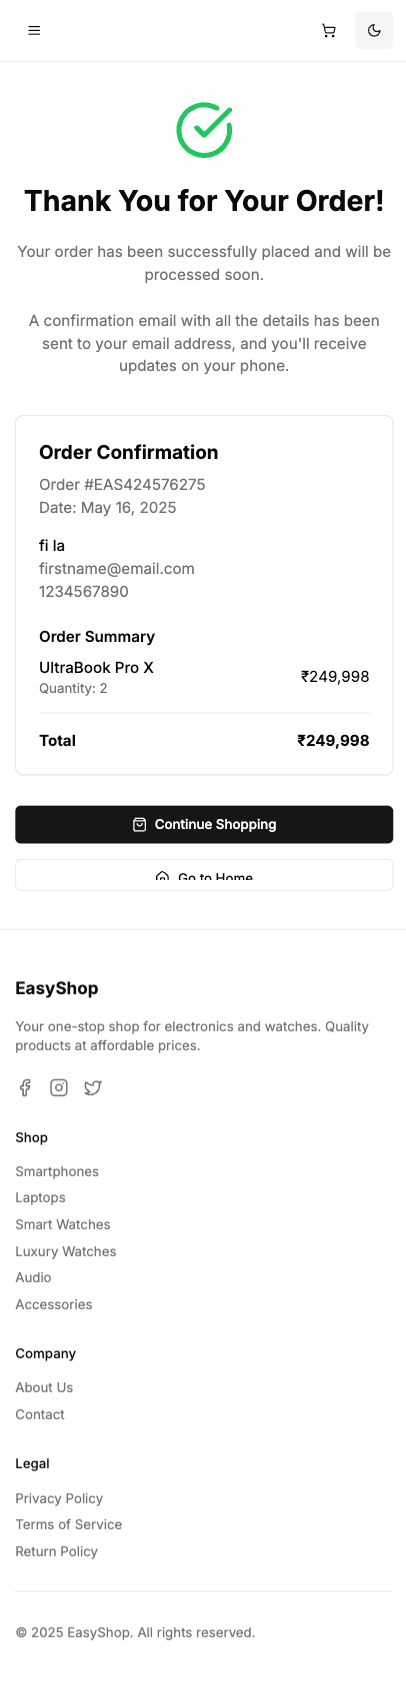 Thank You for Your Order!
Your order has been successfully placed and will be
processed soon.
A confirmation email with all the details has been
sent to your email address, and you'll receive
updates on your phone.
Order Confirmation
Order #EAS424576275
Date: May 16, 2025
fi la
firstname@email.com
1234567890
Order Summary
UltraBook Pro X
Quantity: 2
₹249,998
Total
₹249,998
Continue Shopping
Go to Home
EasyShop
Your one-stop shop for electronics and watches. Quality
products at affordable prices.
Shop
Smartphones
Laptops
Smart Watches
Luxury Watches
Audio
Accessories
Company
About Us
Contact
Legal
Privacy Policy
Terms of Service
Return Policy
© 2025 EasyShop. All rights reserved.